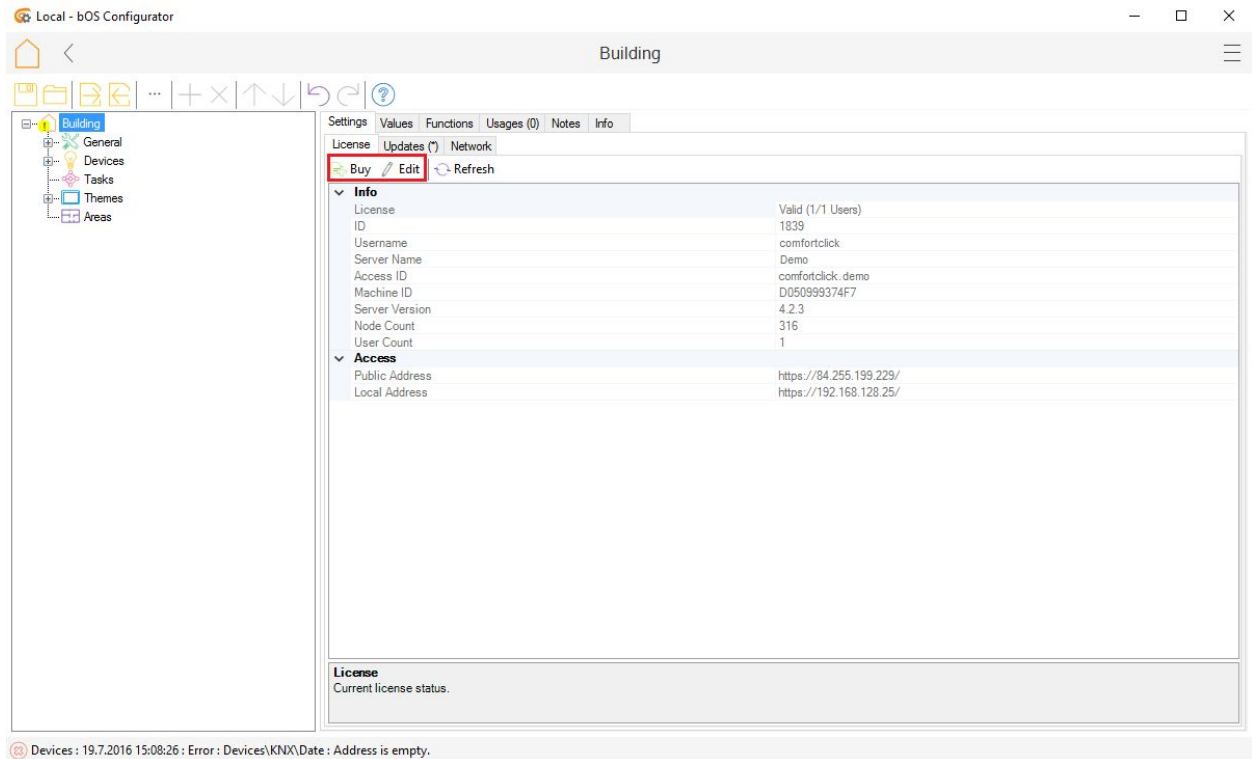 Local - bOS Configurator
Building
Building
General
Devices
Tasks
Themes
Areas
Settings Values Functions Usages (0) Notes Info
License Updates (*) Network
Buy Edit Refresh
Info
License Valid (1/1 Users)
ID 1839
Username comfortclick
Server Name Demo
Access ID comfortclick.demo
Machine ID D050999374F7
Server Version 4.2.3
Node Count 316
User Count 1
Access
Public Address https://84.255.199.229/
Local Address https://192.168.128.25/
License
Current license status.
Devices : 19.7.2016 15:08:26 : Error : Devices\KNX\Date : Address is empty.